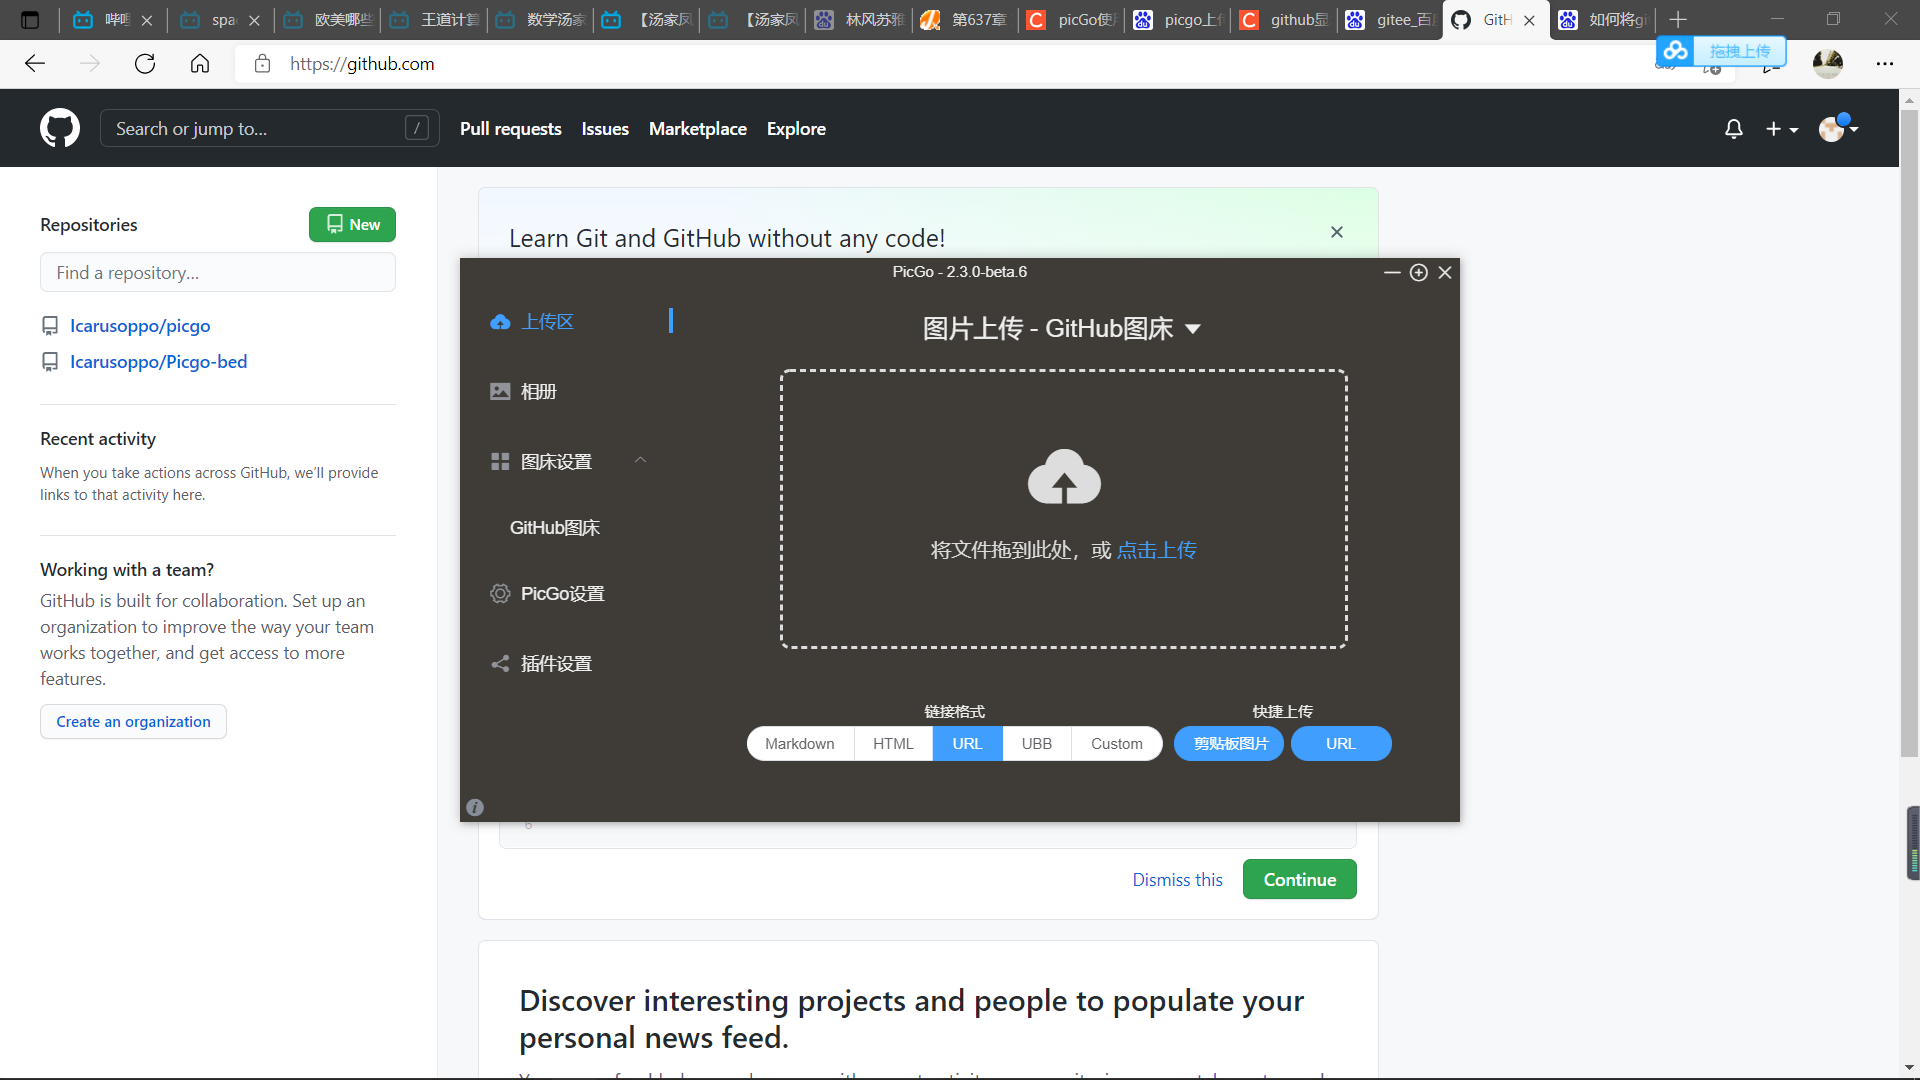 哔哩
spa
欧美哪些
王道计算
数学汤家
【汤家凤
【汤家凤
林风苏雅
第637章
picGo使用
picgo上传
github显
gitee_百度
GitH
如何将gi
https://github.com
拖拽上传
Search or jump to...
/
Pull requests
Issues
Marketplace
Explore
Repositories
New
Find a repository...
Icarusoppo/picgo
Icarusoppo/Picgo-bed
Recent activity
When you take actions across GitHub, we'll provide
links to that activity here.
Working with a team?
GitHub is built for collaboration. Set up an
organization to improve the way your team
works together, and get access to more
features.
Create an organization
Learn Git and GitHub without any code!
PicGo - 2.3.0-beta.6
上传区
相册
图床设置
GitHub图床
PicGo设置
插件设置
图片上传 - GitHub图床
将文件拖到此处，或 点击上传
链接格式
快捷上传
Markdown
HTML
URL
UBB
Custom
剪贴板图片
URL
6
Dismiss this
Continue
Discover interesting projects and people to populate your
personal news feed.